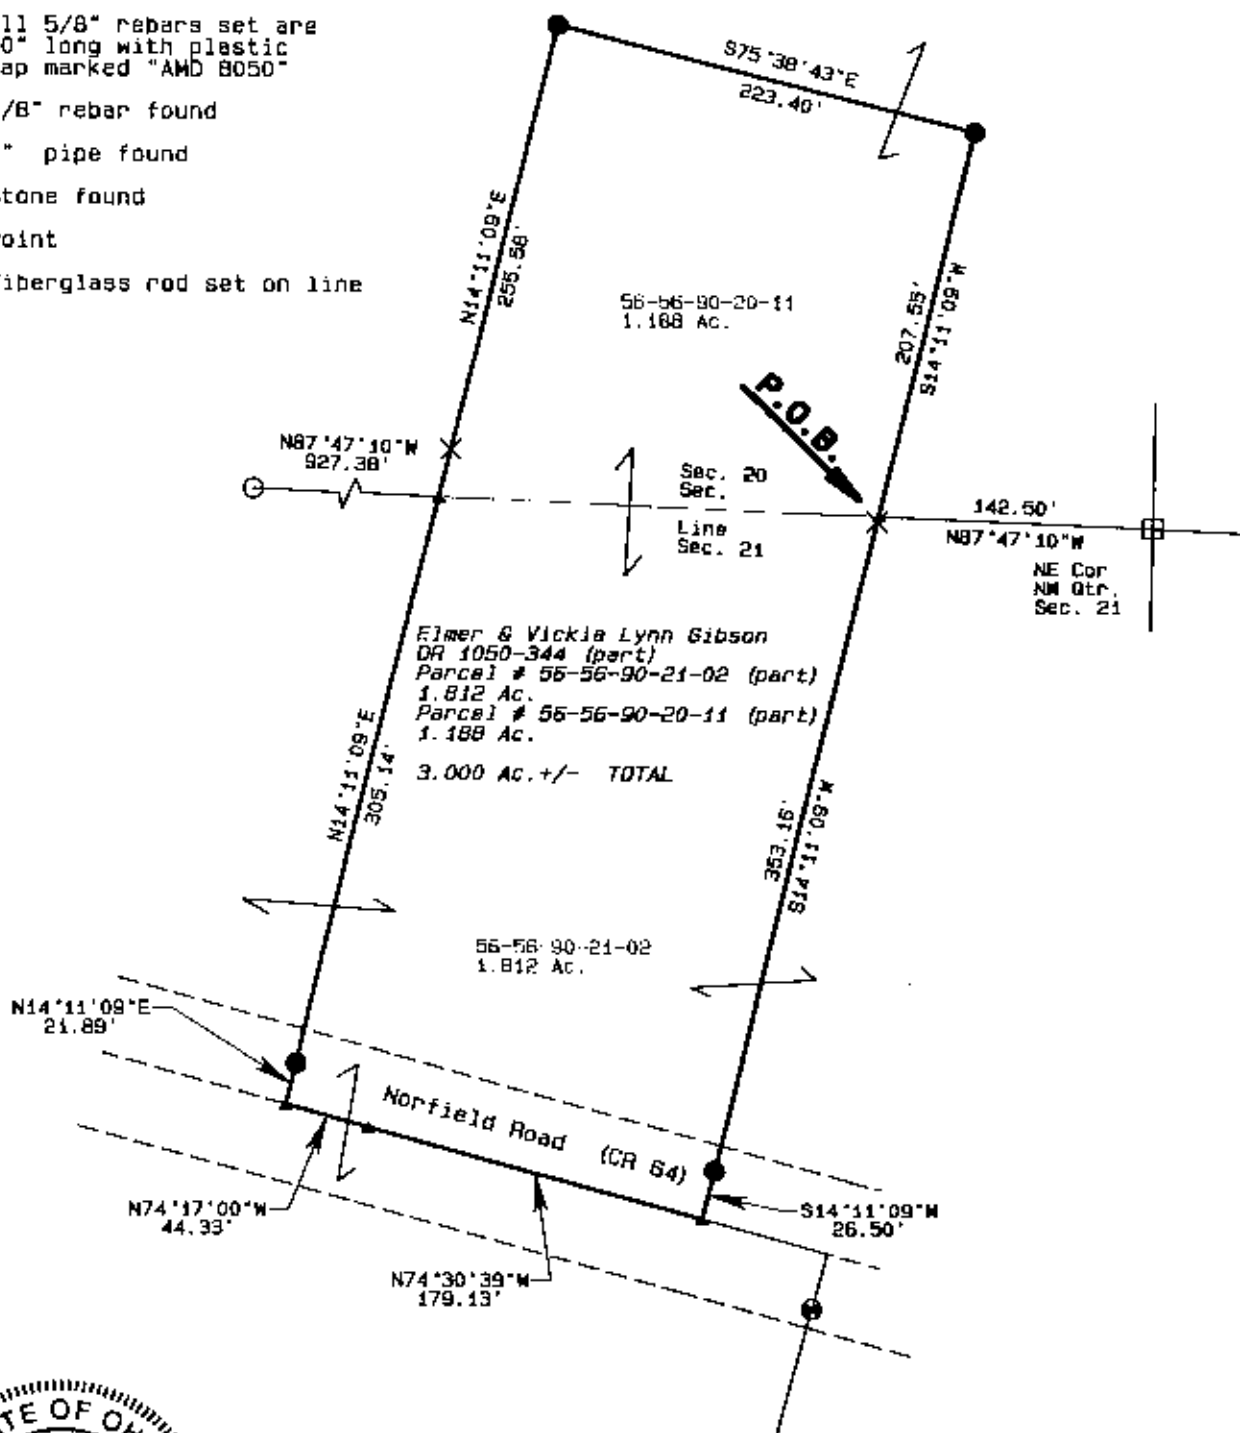 ll 5/8" rebars set are
0" long with plastic
ap marked "AMD 8050"
/8" rebar found
" pipe found
tone found
oint
iberglass rod set on line
S75°38'43"E
223.40'
N14°11'09"E
255.58'
56-56-90-20-11
1.188 Ac.
207.55'
S14°11'09"W
P.O.B.
N87°47'10"W
927.38'
Sec. 20
Sec.
Line
Sec. 21
142.50'
N87°47'10"W
NE Cor
NW Qtr.
Sec. 21
Elmer & Vickie Lynn Gibson
DR 1050-344 (part)
Parcel # 56-56-90-21-02 (part)
1.812 Ac.
Parcel # 56-56-90-20-11 (part)
1.188 Ac.
3.000 Ac.+/- TOTAL
N14°11'09"E
305.14'
353.16'
S14°11'09"W
56-56-90-21-02
1.812 Ac.
N14°11'09"E
21.89'
Norfield Road (CR 64)
N74°17'00"W
44.33'
S14°11'09"W
26.50'
N74°30'39"W
179.13'
TE OF OH